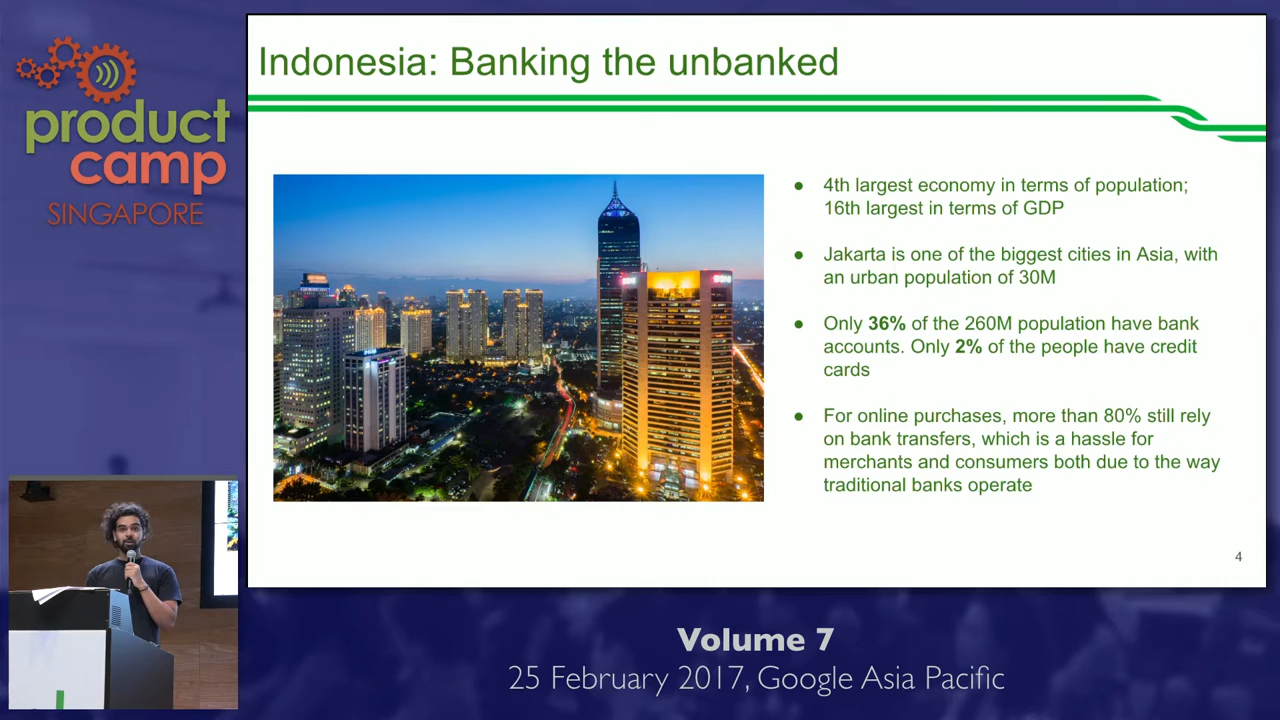 product
camp
SINGAPORE
Indonesia: Banking the unbanked
● 4th largest economy in terms of population;
16th largest in terms of GDP
● Jakarta is one of the biggest cities in Asia, with
an urban population of 30M
● Only 36% of the 260M population have bank
accounts. Only 2% of the people have credit
cards
● For online purchases, more than 80% still rely
on bank transfers, which is a hassle for
merchants and consumers both due to the way
traditional banks operate
4
Volume 7
25 February 2017, Google Asia Pacific